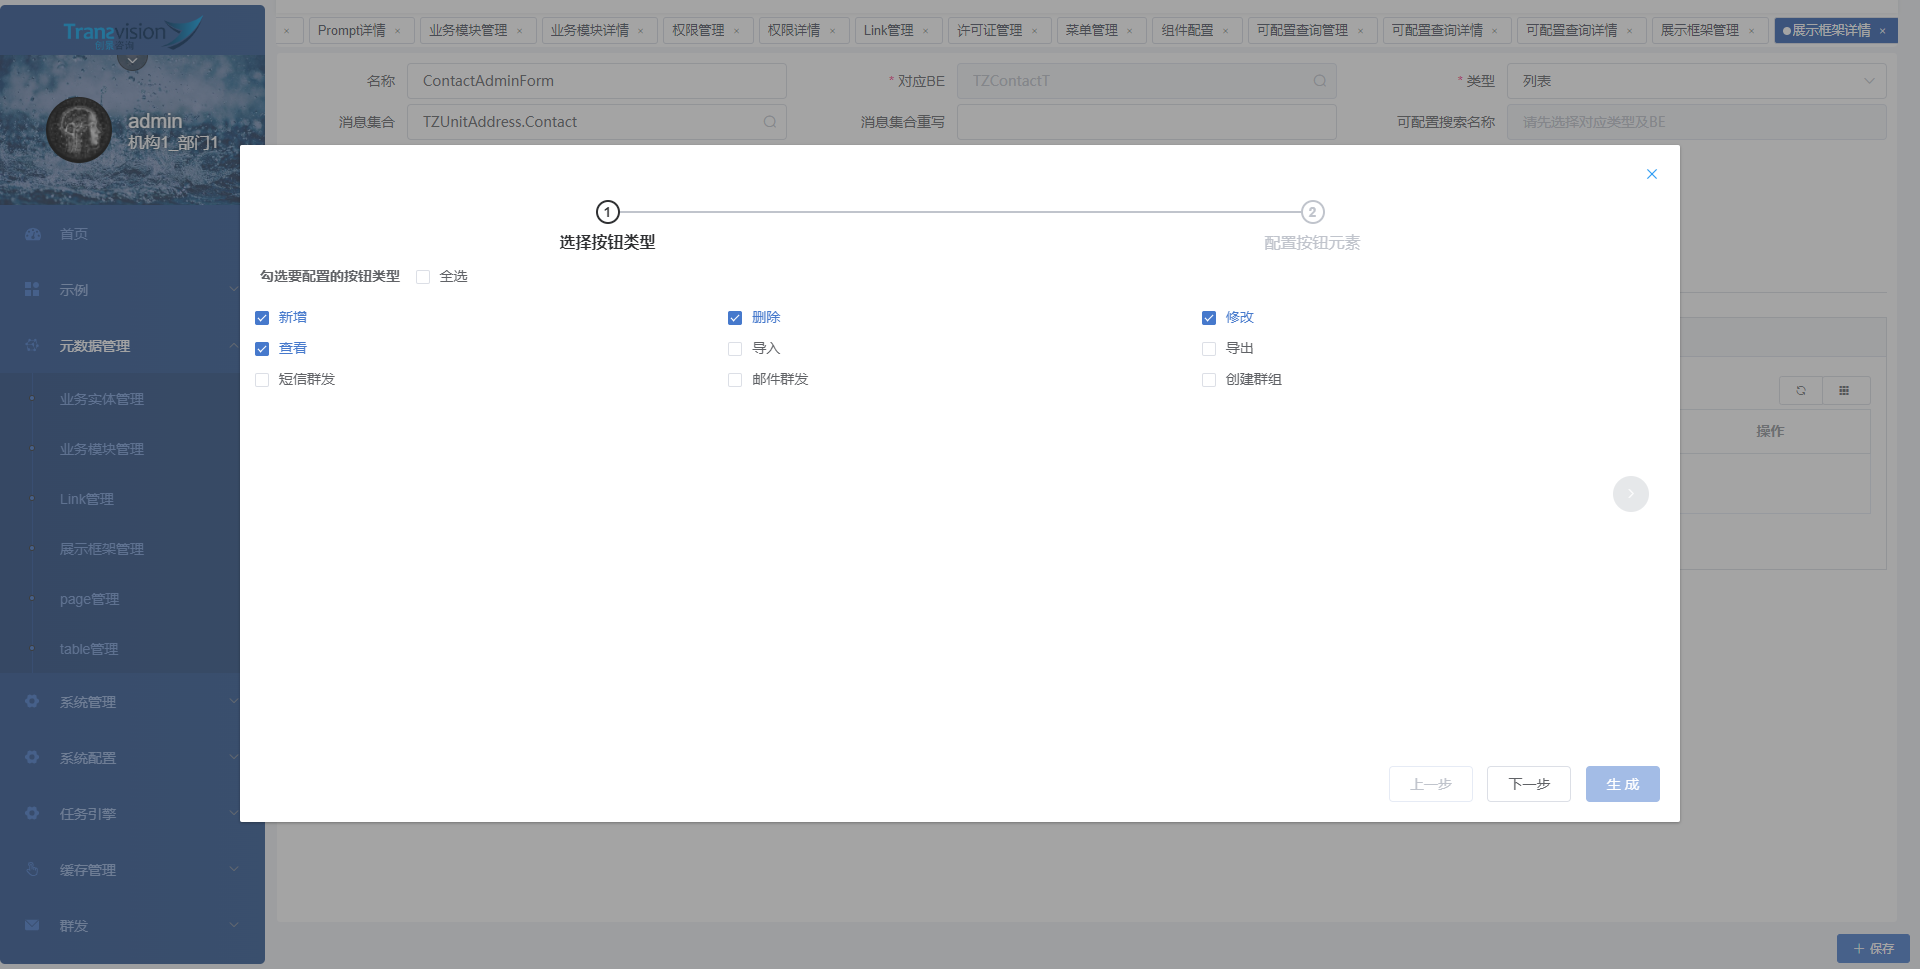 Tranzvision
创景咨询
Prompt详情
业务模块管理
业务模块详情
权限管理
权限详情
Link管理
许可证管理
菜单管理
组件配置
可配置查询管理
可配置查询详情
可配置查询详情
展示框架管理
展示框架详情
admin
机构1_部门1
名称
ContactAdminForm
* 对应BE
TZContactT
* 类型
列表
消息集合
TZUnitAddress.Contact
消息集合重写
可配置搜索名称
请先选择对应类型及BE
首页
示例
元数据管理
业务实体管理
业务模块管理
Link管理
展示框架管理
page管理
table管理
系统管理
系统配置
任务引擎
缓存管理
群发
1
2
选择按钮类型
配置按钮元素
勾选要配置的按钮类型
全选
新增
删除
修改
查看
导入
导出
短信群发
邮件群发
创建群组
操作
上一步
下一步
生成
保存